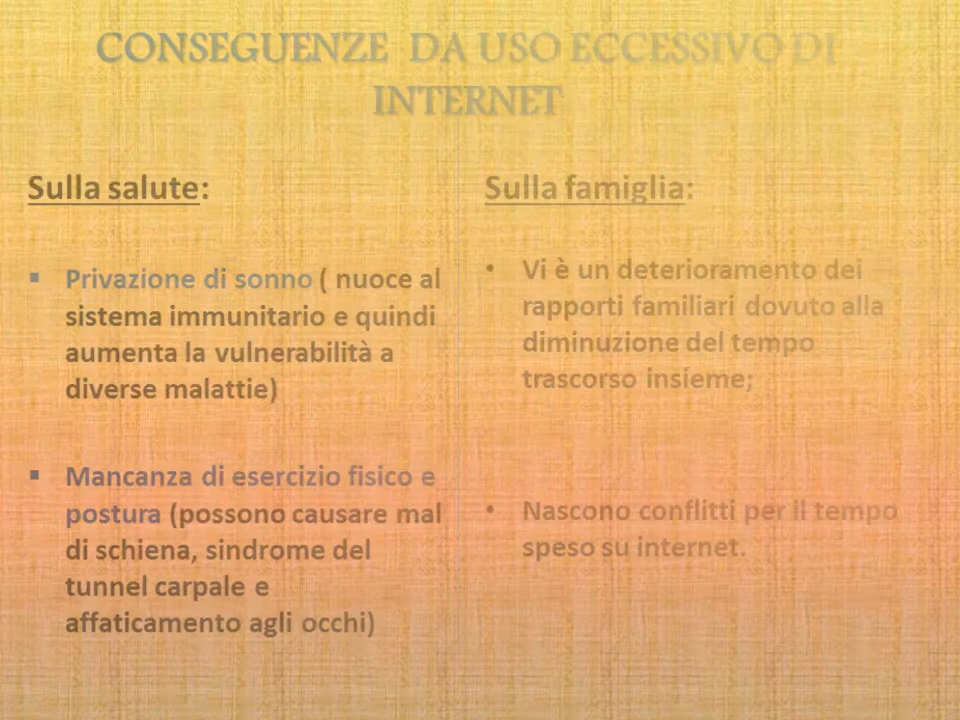 CONSEGUENZE DA USO ECCESSIVO DI
INTERNET
Sulla salute:
▪ Privazione di sonno ( nuoce al
sistema immunitario e quindi
aumenta la vulnerabilità a
diverse malattie)
▪ Mancanza di esercizio fisico e
postura (possono causare mal
di schiena, sindrome del
tunnel carpale e
affaticamento agli occhi)
Sulla famiglia:
• Vi è un deterioramento dei
rapporti familiari dovuto alla
diminuzione del tempo
trascorso insieme;
• Nascono conflitti per il tempo
speso su internet.